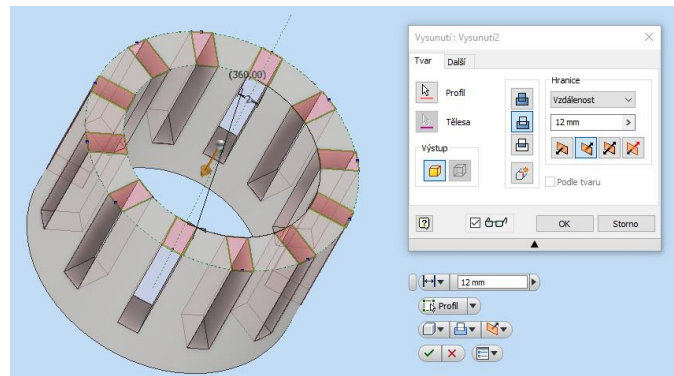 Vysunutí : Vysunutí2
Tvar Další
Profil
Tělesa
Výstup
Hranice
Vzdálenost
12 mm
Podle tvaru
OK Storno
(360,00)
2
12 mm
Profil